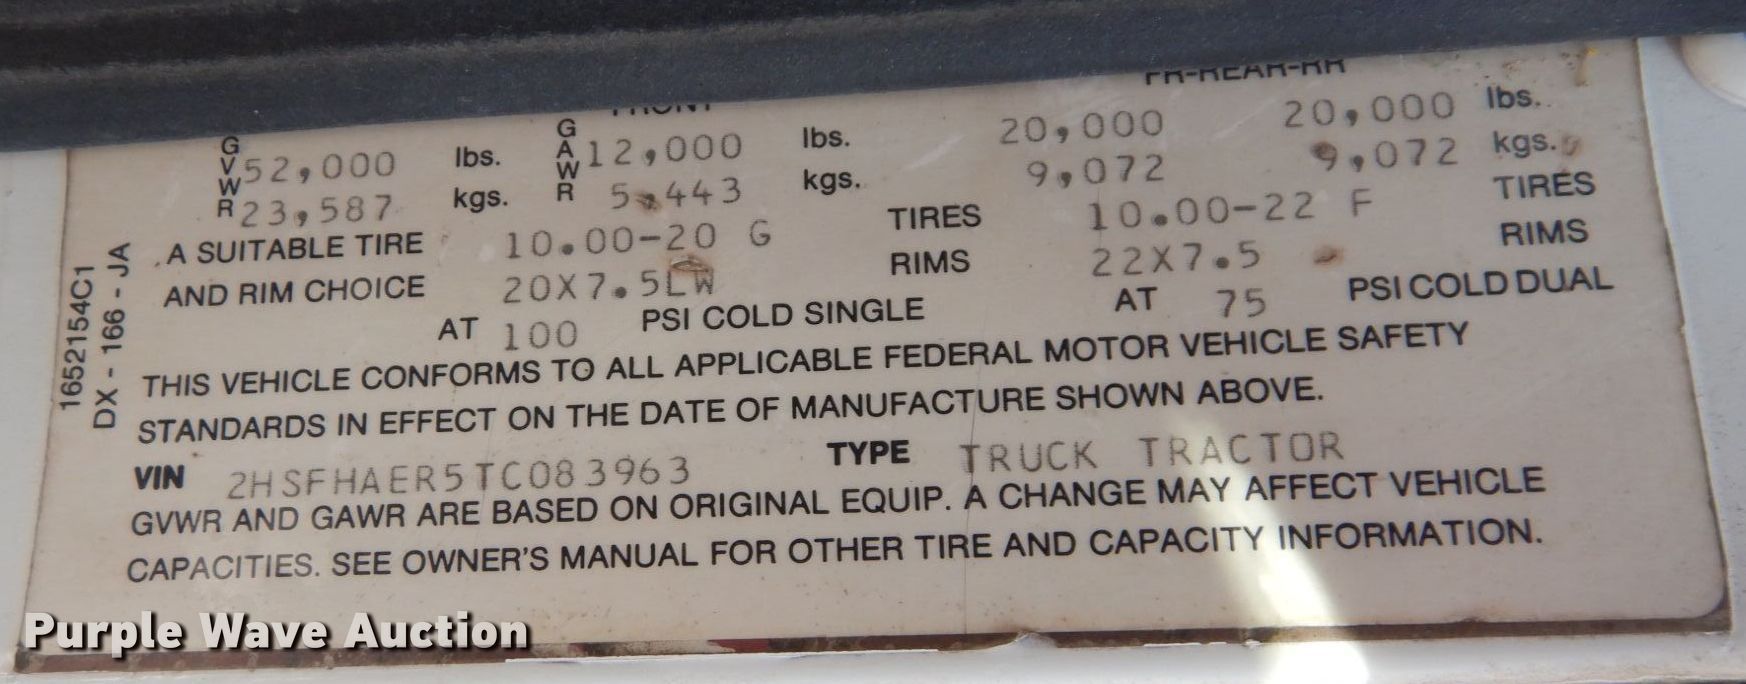 FRONT FR-REAR-RR
GVWR 52,000 lbs. GAWR 12,000 lbs. 20,000 20,000 lbs.
23,587 kgs. 5,443 kgs. 9,072 9,072 kgs.
A SUITABLE TIRE 10.00-20 G TIRES 10.00-22 F TIRES
AND RIM CHOICE 20X7.5LW RIMS 22X7.5 RIMS
AT 100 PSI COLD SINGLE AT 75 PSI COLD DUAL
THIS VEHICLE CONFORMS TO ALL APPLICABLE FEDERAL MOTOR VEHICLE SAFETY
STANDARDS IN EFFECT ON THE DATE OF MANUFACTURE SHOWN ABOVE.
VIN 2HSFHAER5TC083963 TYPE TRUCK TRACTOR
GVWR AND GAWR ARE BASED ON ORIGINAL EQUIP. A CHANGE MAY AFFECT VEHICLE
CAPACITIES. SEE OWNER'S MANUAL FOR OTHER TIRE AND CAPACITY INFORMATION.
1652154C1
DX - 166 - JA
Purple Wave Auction